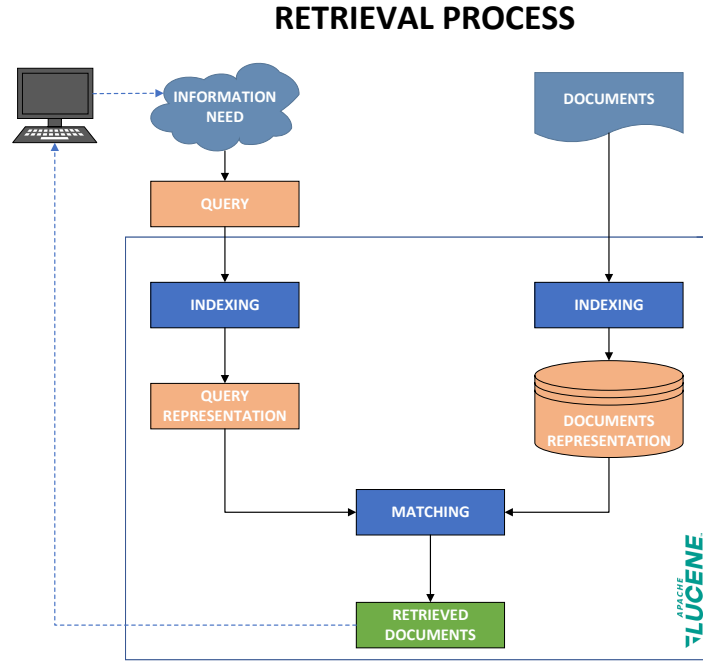 RETRIEVAL PROCESS
INFORMATION
NEED
DOCUMENTS
QUERY
INDEXING
INDEXING
QUERY
REPRESENTATION
DOCUMENTS
REPRESENTATION
MATCHING
RETRIEVED
DOCUMENTS
APACHE
LUCENE